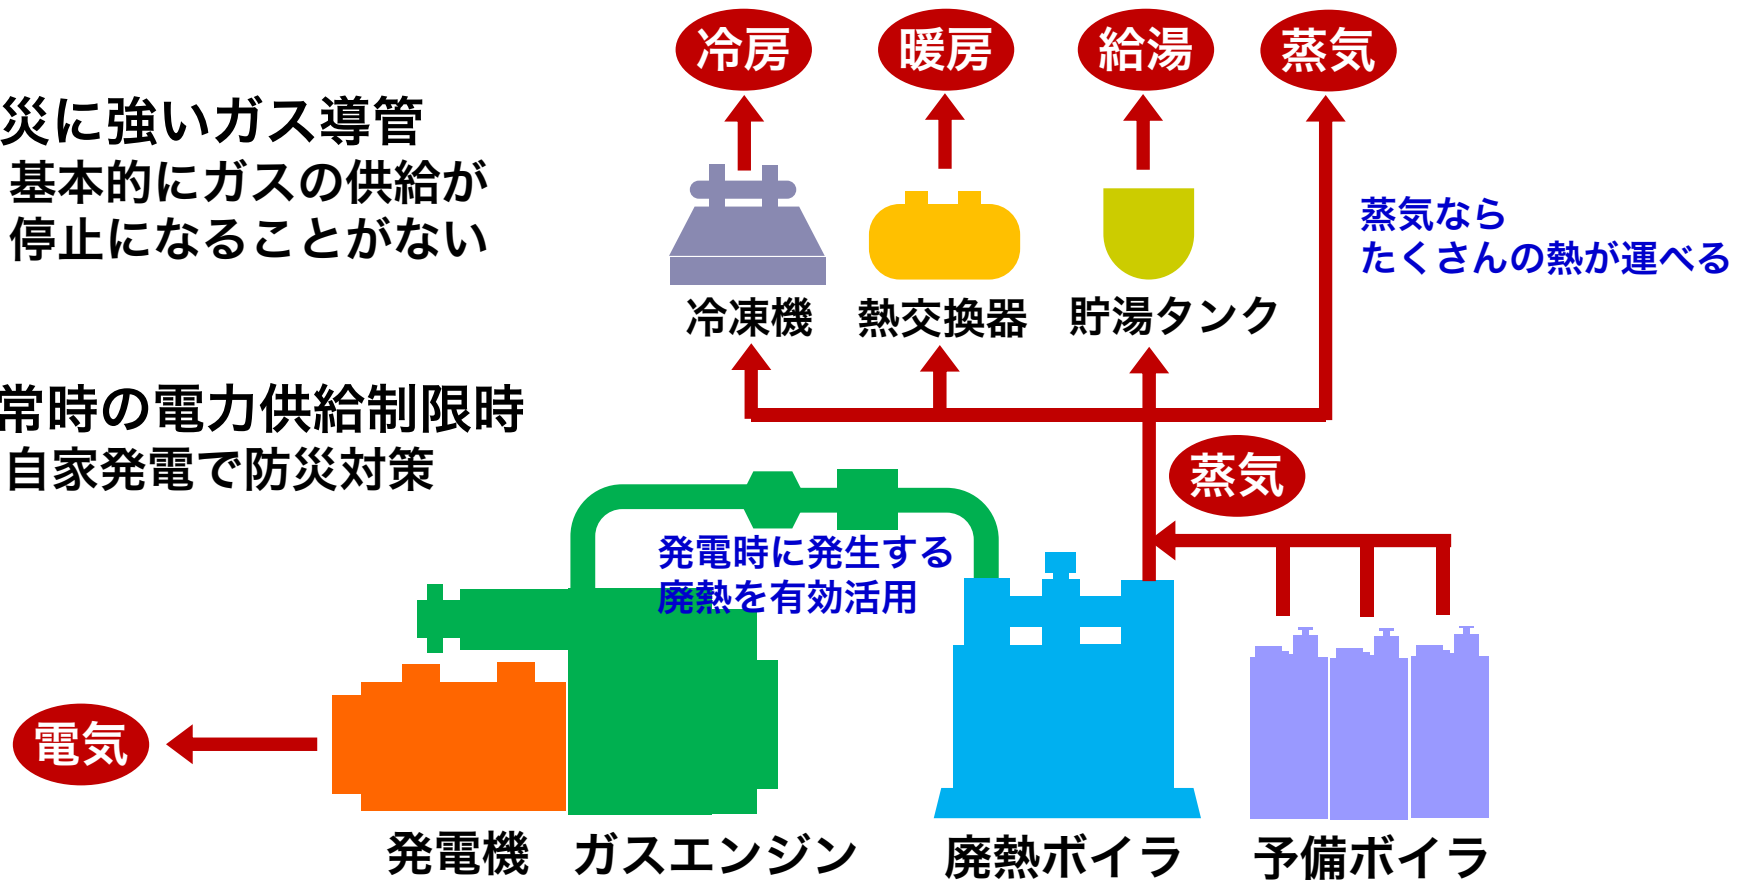 冷房
暖房
給湯
蒸気
災に強いガス導管
基本的にガスの供給が
停止になることがない
蒸気なら
たくさんの熱が運べる
冷凍機
熱交換器
貯湯タンク
常時の電力供給制限時
自家発電で防災対策
蒸気
発電時に発生する
廃熱を有効活用
電気
発電機
ガスエンジン
廃熱ボイラ
予備ボイラ